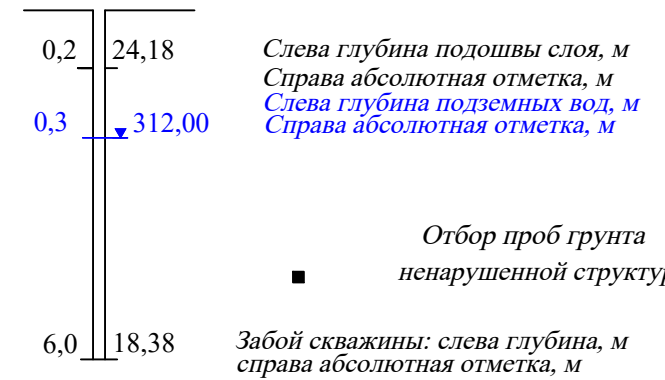 0,2 24,18 Слева глубина подошвы слоя, м
Справа абсолютная отметка, м
Слева глубина подземных вод, м
0,3 312,00 Справа абсолютная отметка, м
Отбор проб грунта
ненарушенной структур
6,0 18,38 Забой скважины: слева глубина, м
справа абсолютная отметка, м